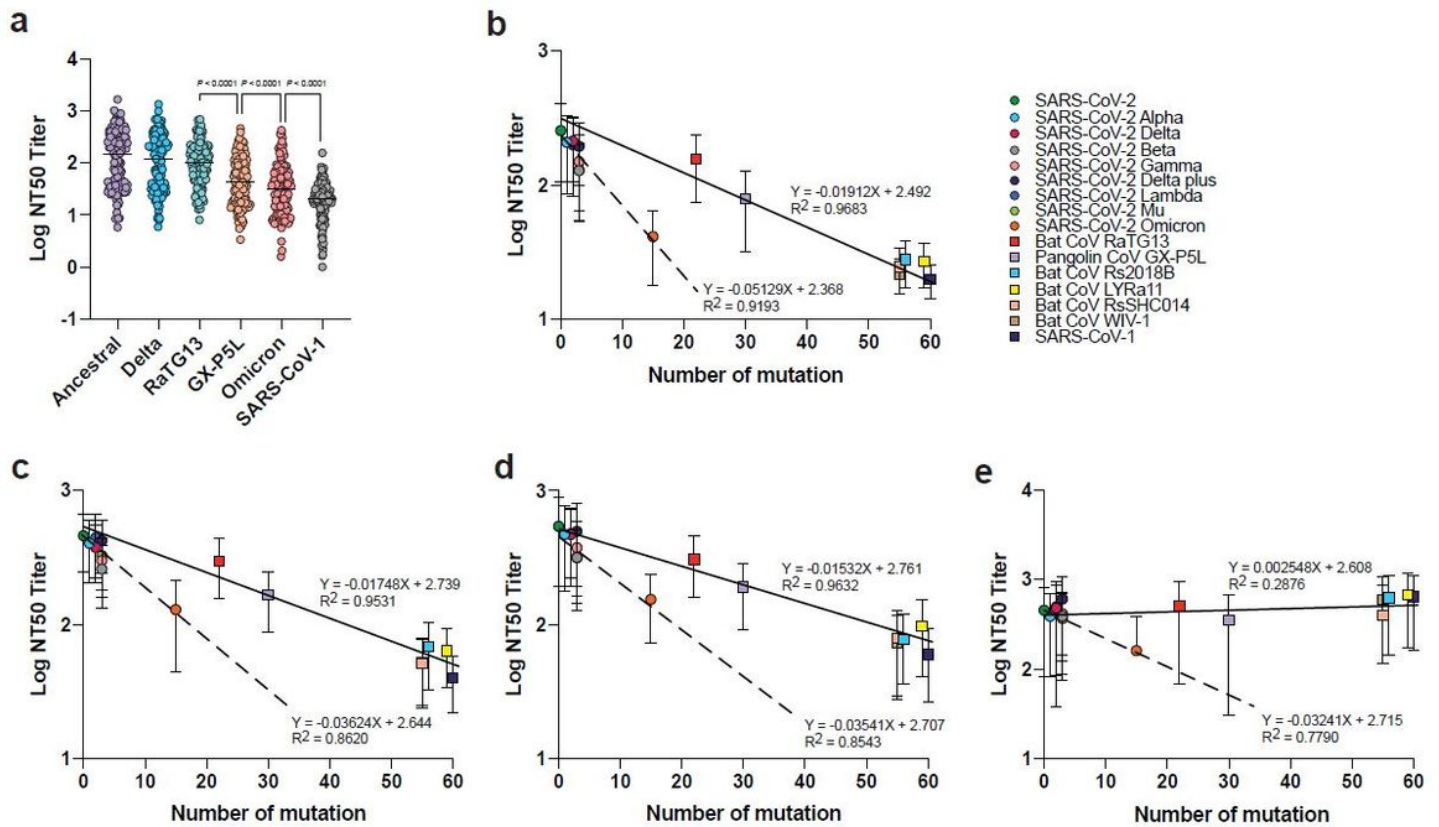 a
Log NT50 Titer
4
3
2
1
0
-1
P < 0.0001 P < 0.0001 P < 0.0001
Ancestral
Delta
RaTG13
GX-P5L
Omicron
SARS-CoV-1
b
Log NT50 Titer
3
2
1
Y = -0.01912X + 2.492
R2 = 0.9683
Y = -0.05129X + 2.368
R2 = 0.9193
0 10 20 30 40 50 60
Number of mutation
SARS-CoV-2
SARS-CoV-2 Alpha
SARS-CoV-2 Delta
SARS-CoV-2 Beta
SARS-CoV-2 Gamma
SARS-CoV-2 Delta plus
SARS-CoV-2 Lambda
SARS-CoV-2 Mu
SARS-CoV-2 Omicron
Bat CoV RaTG13
Pangolin CoV GX-P5L
Bat CoV Rs2018B
Bat CoV LYRa11
Bat CoV RsSHC014
Bat CoV WIV-1
SARS-CoV-1
c
Log NT50 Titer
3
2
1
Y = -0.01748X + 2.739
R2 = 0.9531
Y = -0.03624X + 2.644
R2 = 0.8620
0 10 20 30 40 50 60
Number of mutation
d
Log NT50 Titer
3
2
1
Y = -0.01532X + 2.761
R2 = 0.9632
Y = -0.03541X + 2.707
R2 = 0.8543
0 10 20 30 40 50 60
Number of mutation
e
Log NT50 Titer
4
3
2
1
Y = 0.002548X + 2.608
R2 = 0.2876
Y = -0.03241X + 2.715
R2 = 0.7790
0 10 20 30 40 50 60
Number of mutation